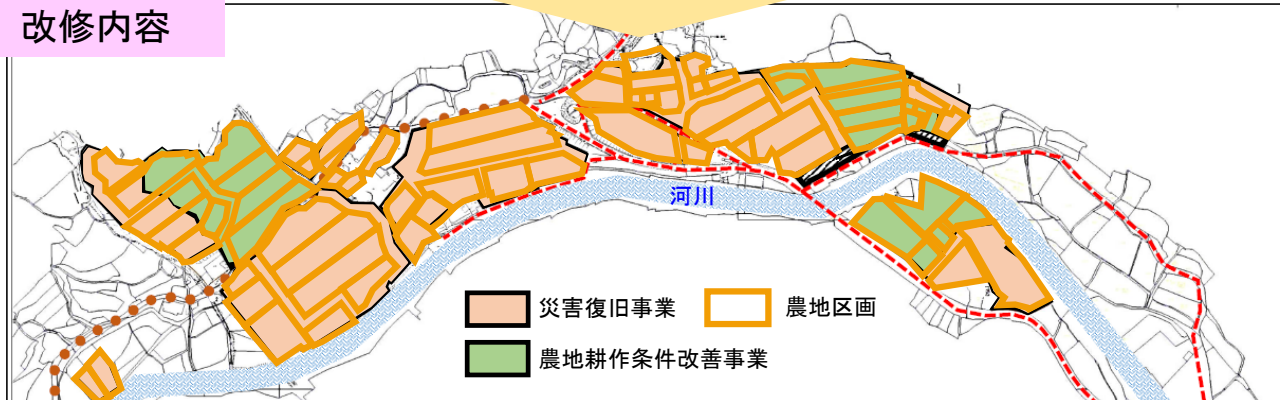 改修内容
河川
災害復旧事業
農地区画
農地耕作条件改善事業